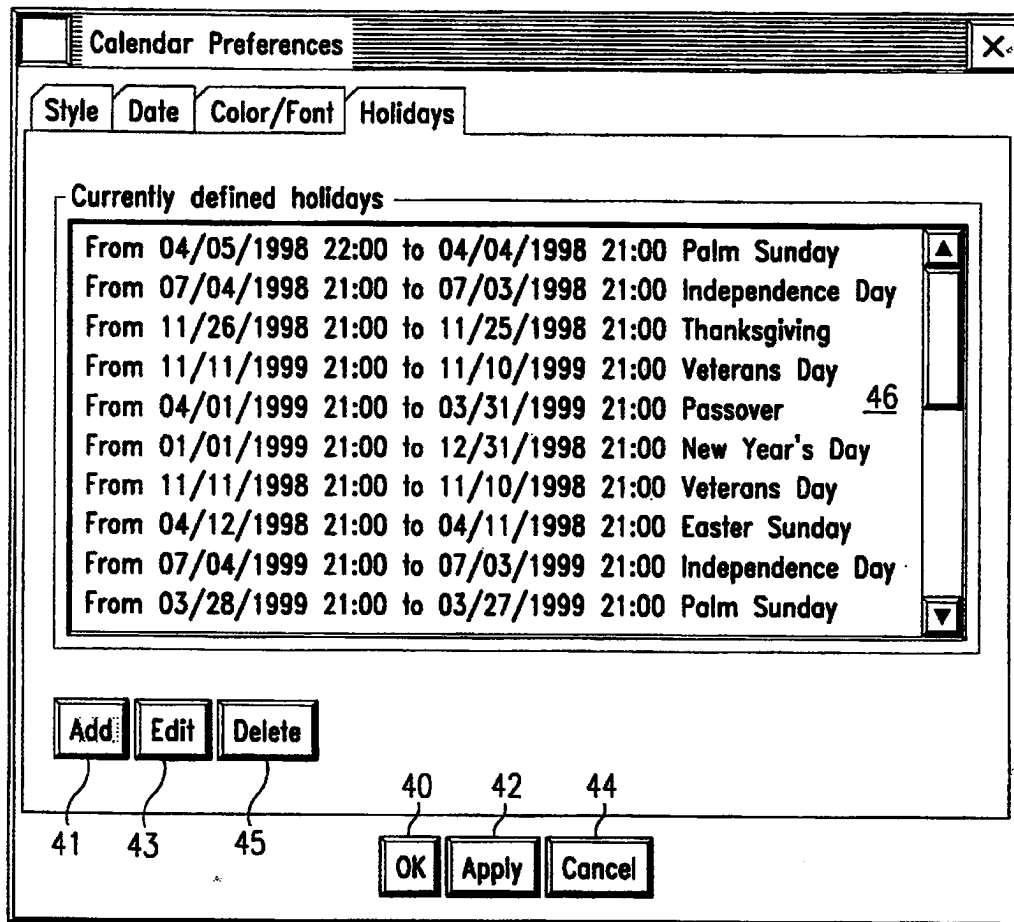 Calendar Preferences
Style Date Color/Font Holidays
Currently defined holidays
From 04/05/1998 22:00 to 04/04/1998 21:00 Palm Sunday
From 07/04/1998 21:00 to 07/03/1998 21:00 Independence Day
From 11/26/1998 21:00 to 11/25/1998 21:00 Thanksgiving
From 11/11/1999 21:00 to 11/10/1999 21:00 Veterans Day
From 04/01/1999 21:00 to 03/31/1999 21:00 Passover
46
From 01/01/1999 21:00 to 12/31/1998 21:00 New Year's Day
From 11/11/1998 21:00 to 11/10/1998 21:00 Veterans Day
From 04/12/1998 21:00 to 04/11/1998 21:00 Easter Sunday
From 07/04/1999 21:00 to 07/03/1999 21:00 Independence Day
From 03/28/1999 21:00 to 03/27/1999 21:00 Palm Sunday
Add Edit Delete
41 43 45
40 42 44
OK Apply Cancel